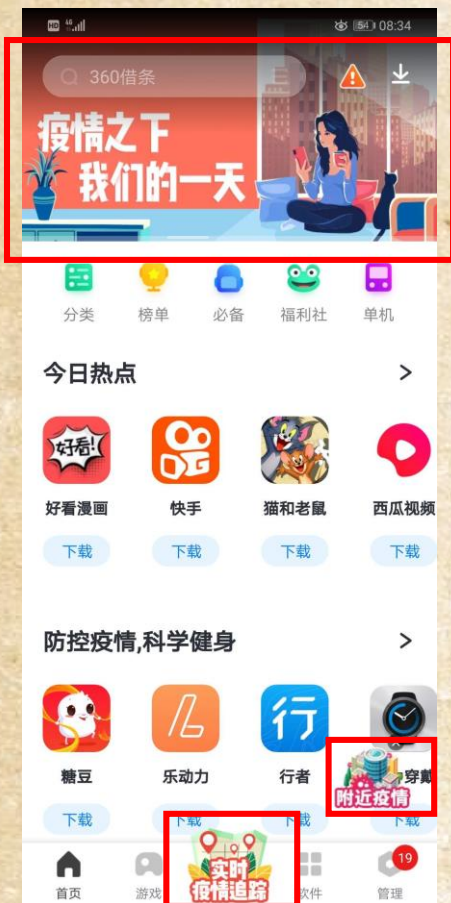 HD 4G 54 08:34
360借条
疫情之下
我们的一天
分类 榜单 必备 福利社 单机
今日热点 >
好看!
好看漫画 快手 猫和老鼠 西瓜视频
下载 下载 下载 下载
防控疫情,科学健身 >
行
糖豆 乐动力 行者 穿戴
附近疫情
下载 下载 下载 下载
实时
疫情追踪
19
首页 游戏 软件 管理